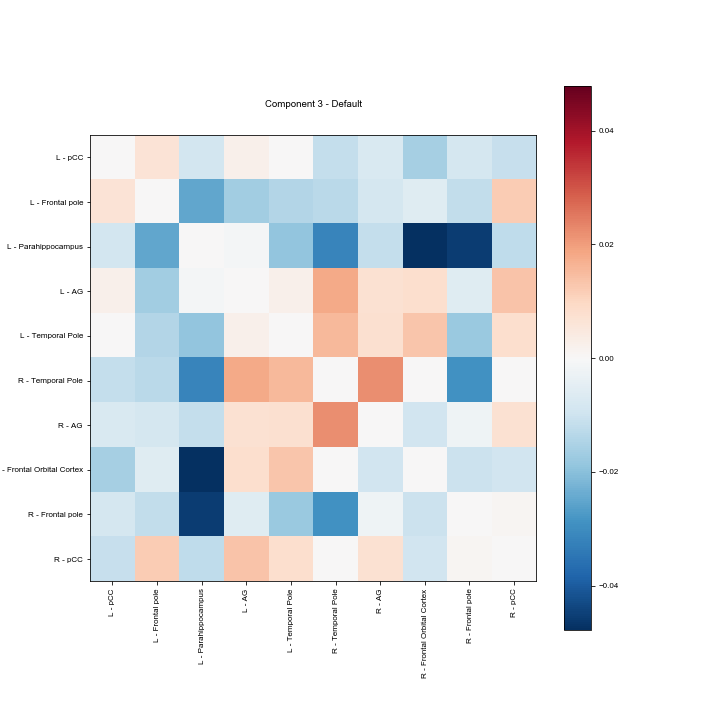 Component 3 - Default
L - pCC
L - Frontal pole
L - Parahippocampus
L - AG
L - Temporal Pole
R - Temporal Pole
R - AG
- Frontal Orbital Cortex
R - Frontal pole
R - pCC
L - pCC
L - Frontal pole
L - Parahippocampus
L - AG
L - Temporal Pole
R - Temporal Pole
R - AG
R - Frontal Orbital Cortex
R - Frontal pole
R - pCC
0.04
0.02
0.00
−0.02
−0.04